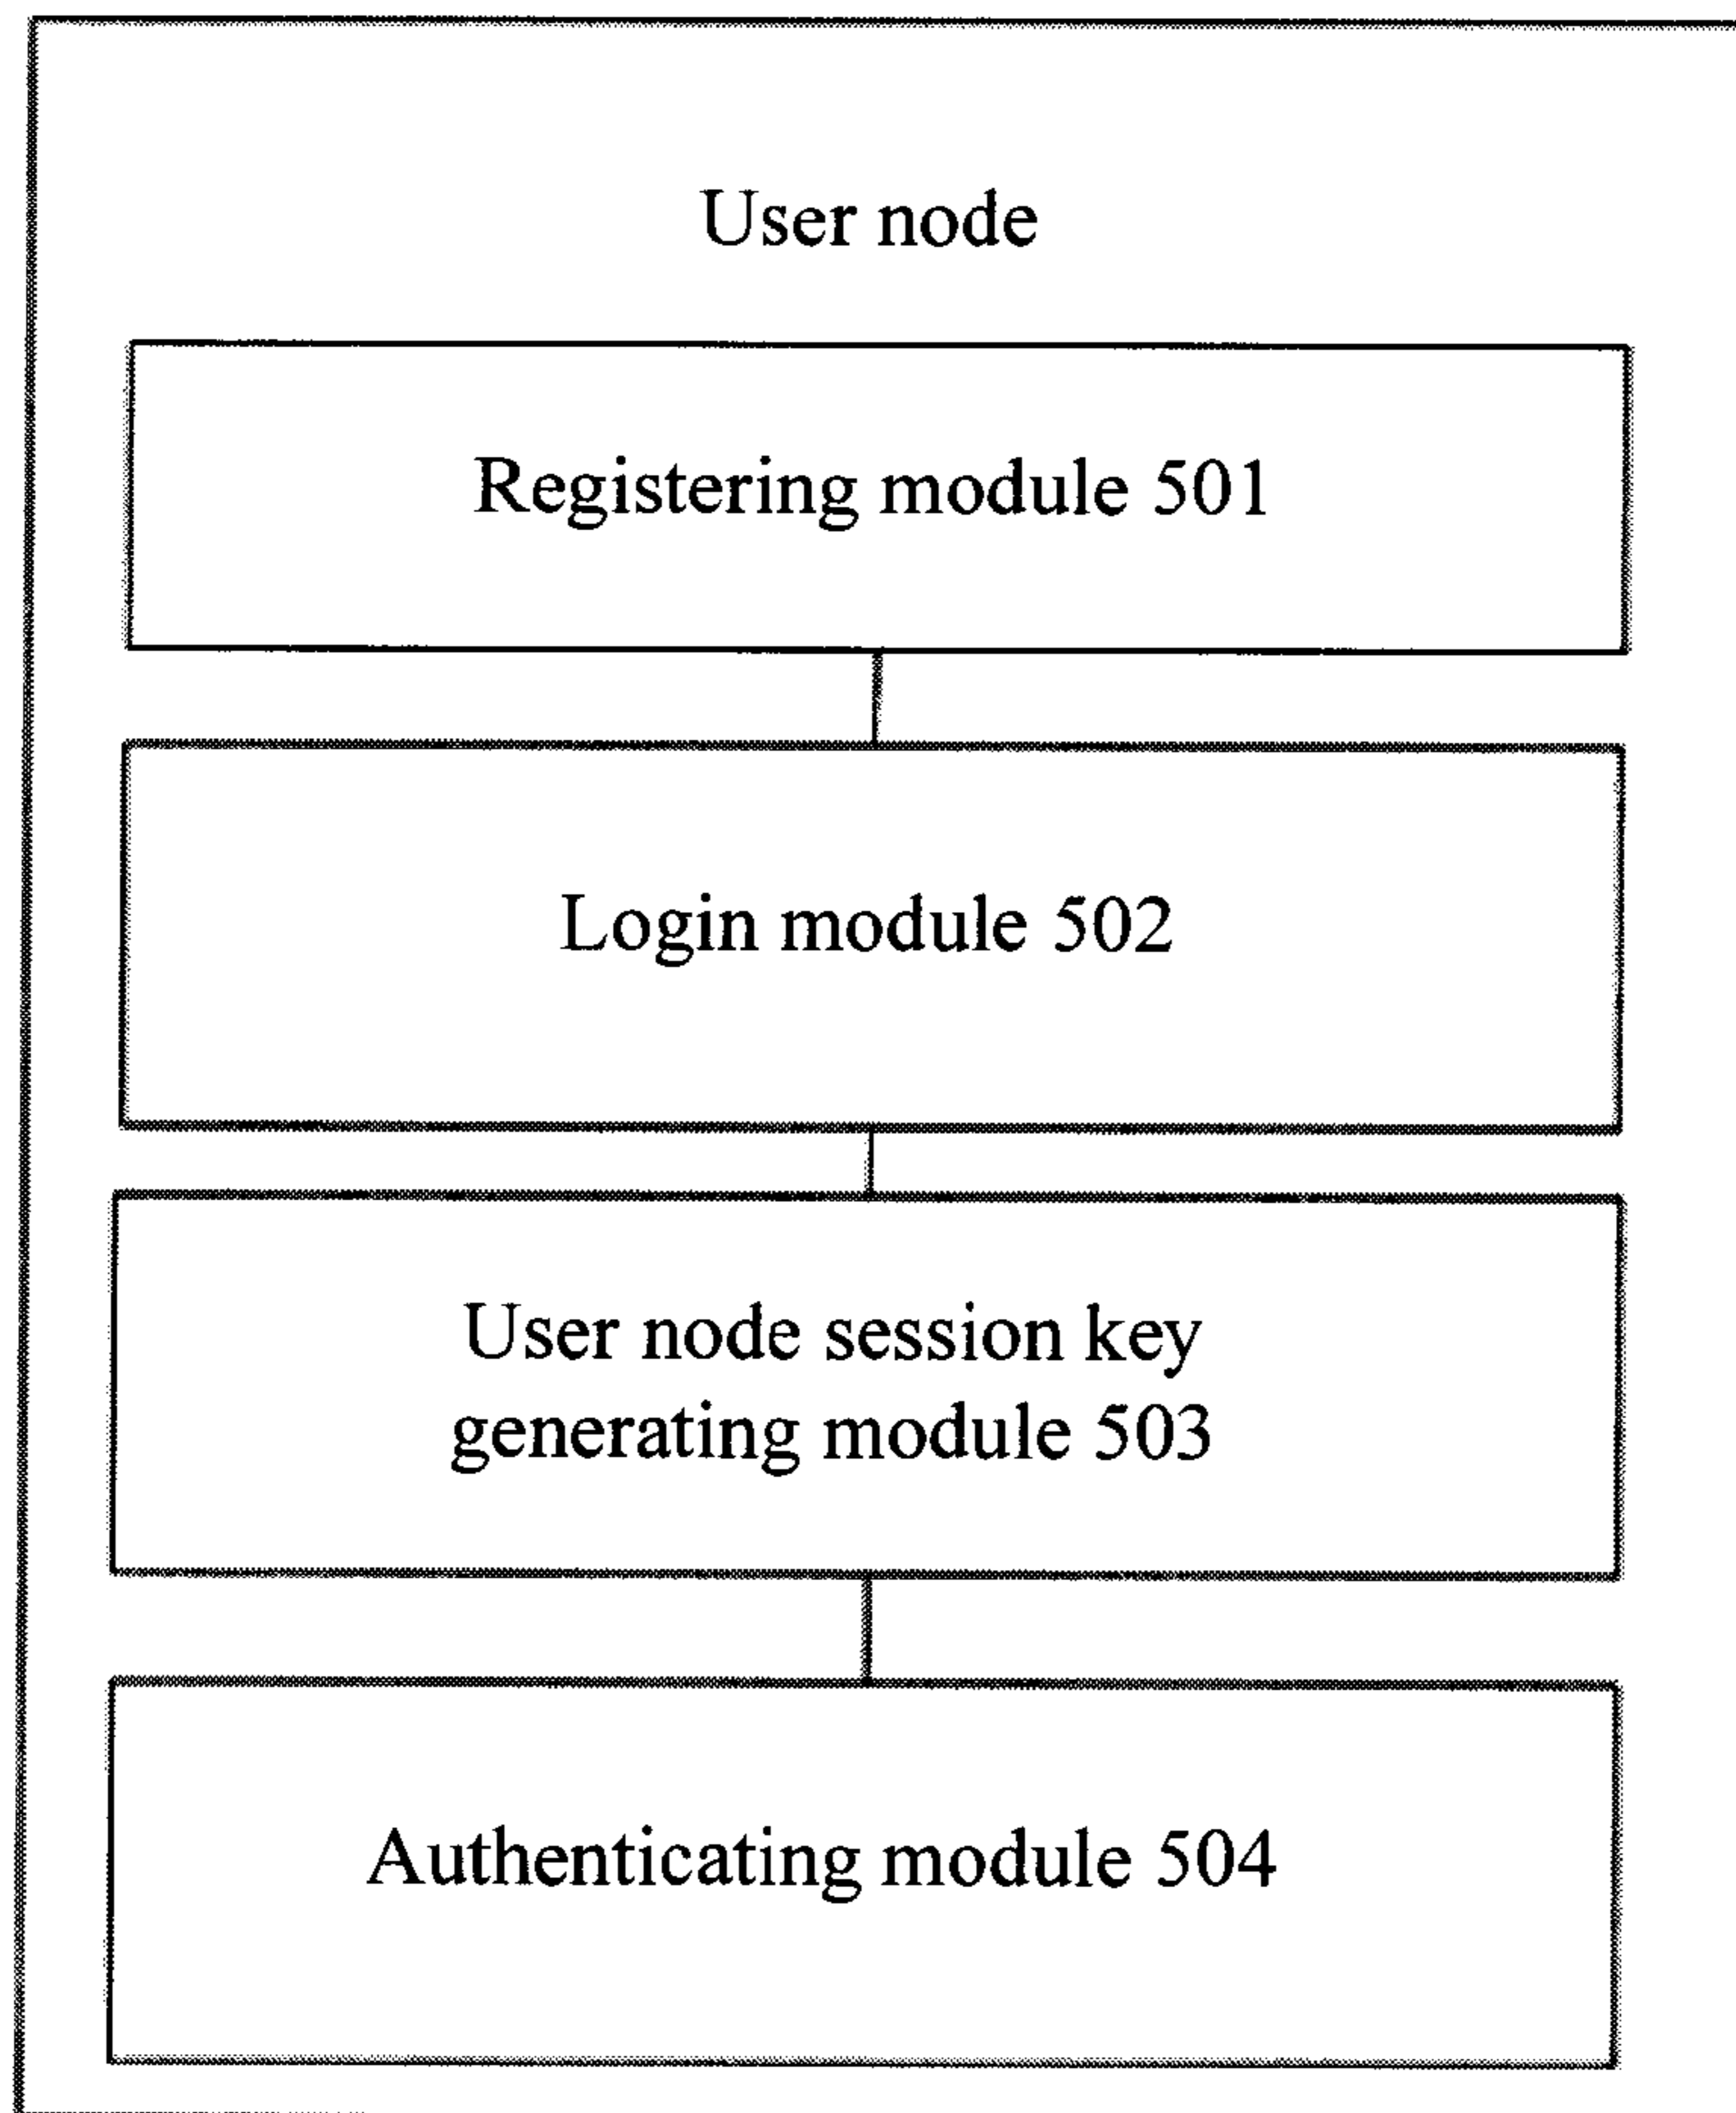 User node
Registering module 501
Login module 502
User node session key
generating module 503
Authenticating module 504